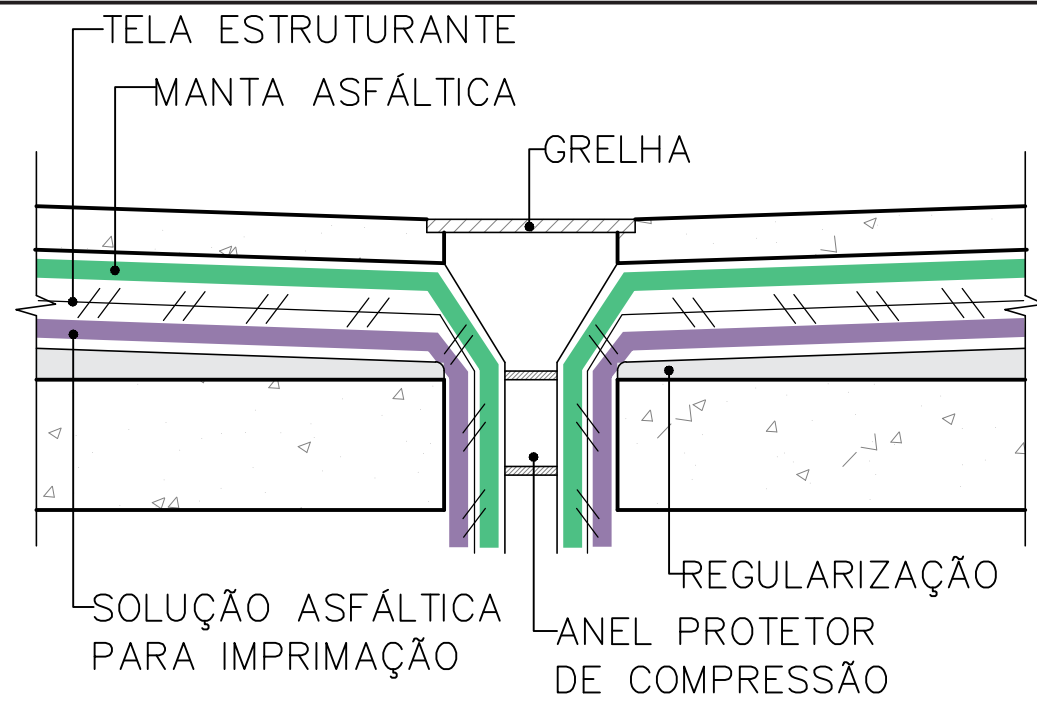 TELA ESTRUTURANTE
MANTA ASFÁLTICA
GRELHA
REGULARIZAÇÃO
SOLUÇÃO ASFÁLTICA
PARA IMPRIMAÇÃO
ANEL PROTETOR
DE COMPRESSÃO